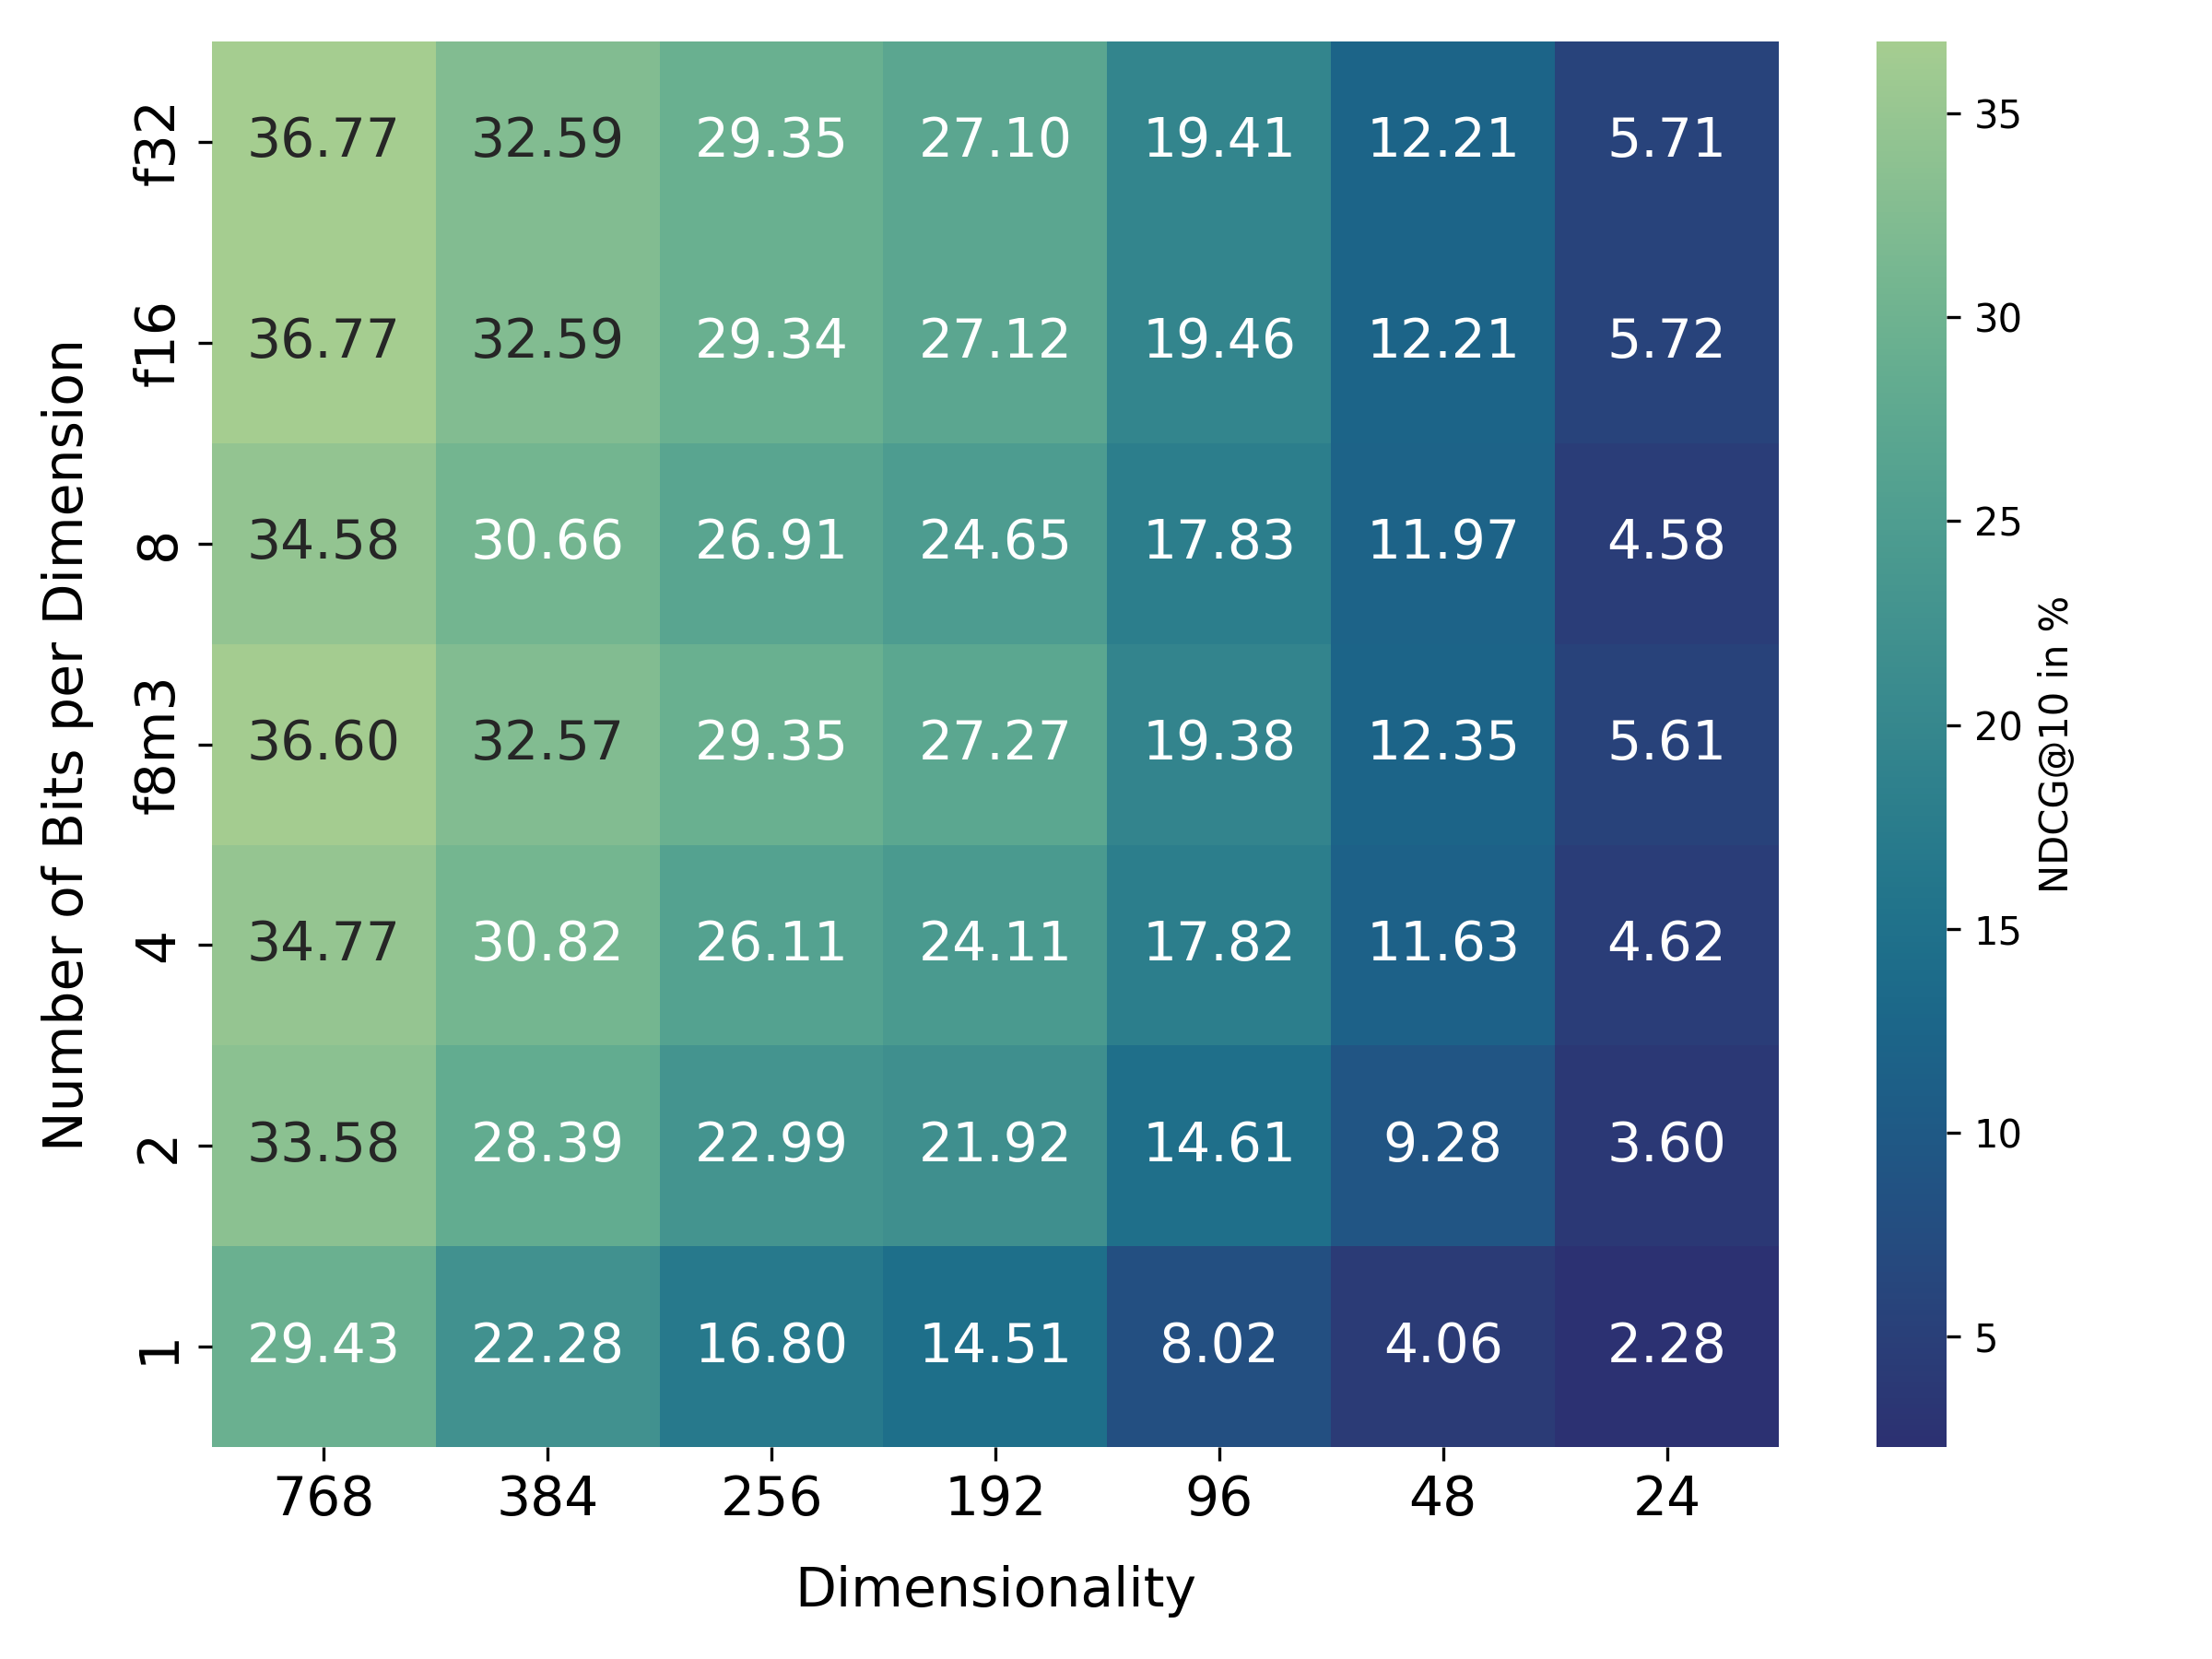 Number of Bits per Dimension
f32 36.77 32.59 29.35 27.10 19.41 12.21 5.71
f16 36.77 32.59 29.34 27.12 19.46 12.21 5.72
8 34.58 30.66 26.91 24.65 17.83 11.97 4.58
f8m3 36.60 32.57 29.35 27.27 19.38 12.35 5.61
4 34.77 30.82 26.11 24.11 17.82 11.63 4.62
2 33.58 28.39 22.99 21.92 14.61 9.28 3.60
1 29.43 22.28 16.80 14.51 8.02 4.06 2.28
768 384 256 192 96 48 24
Dimensionality
35
30
25
20
15
10
5
NDCG@10 in %